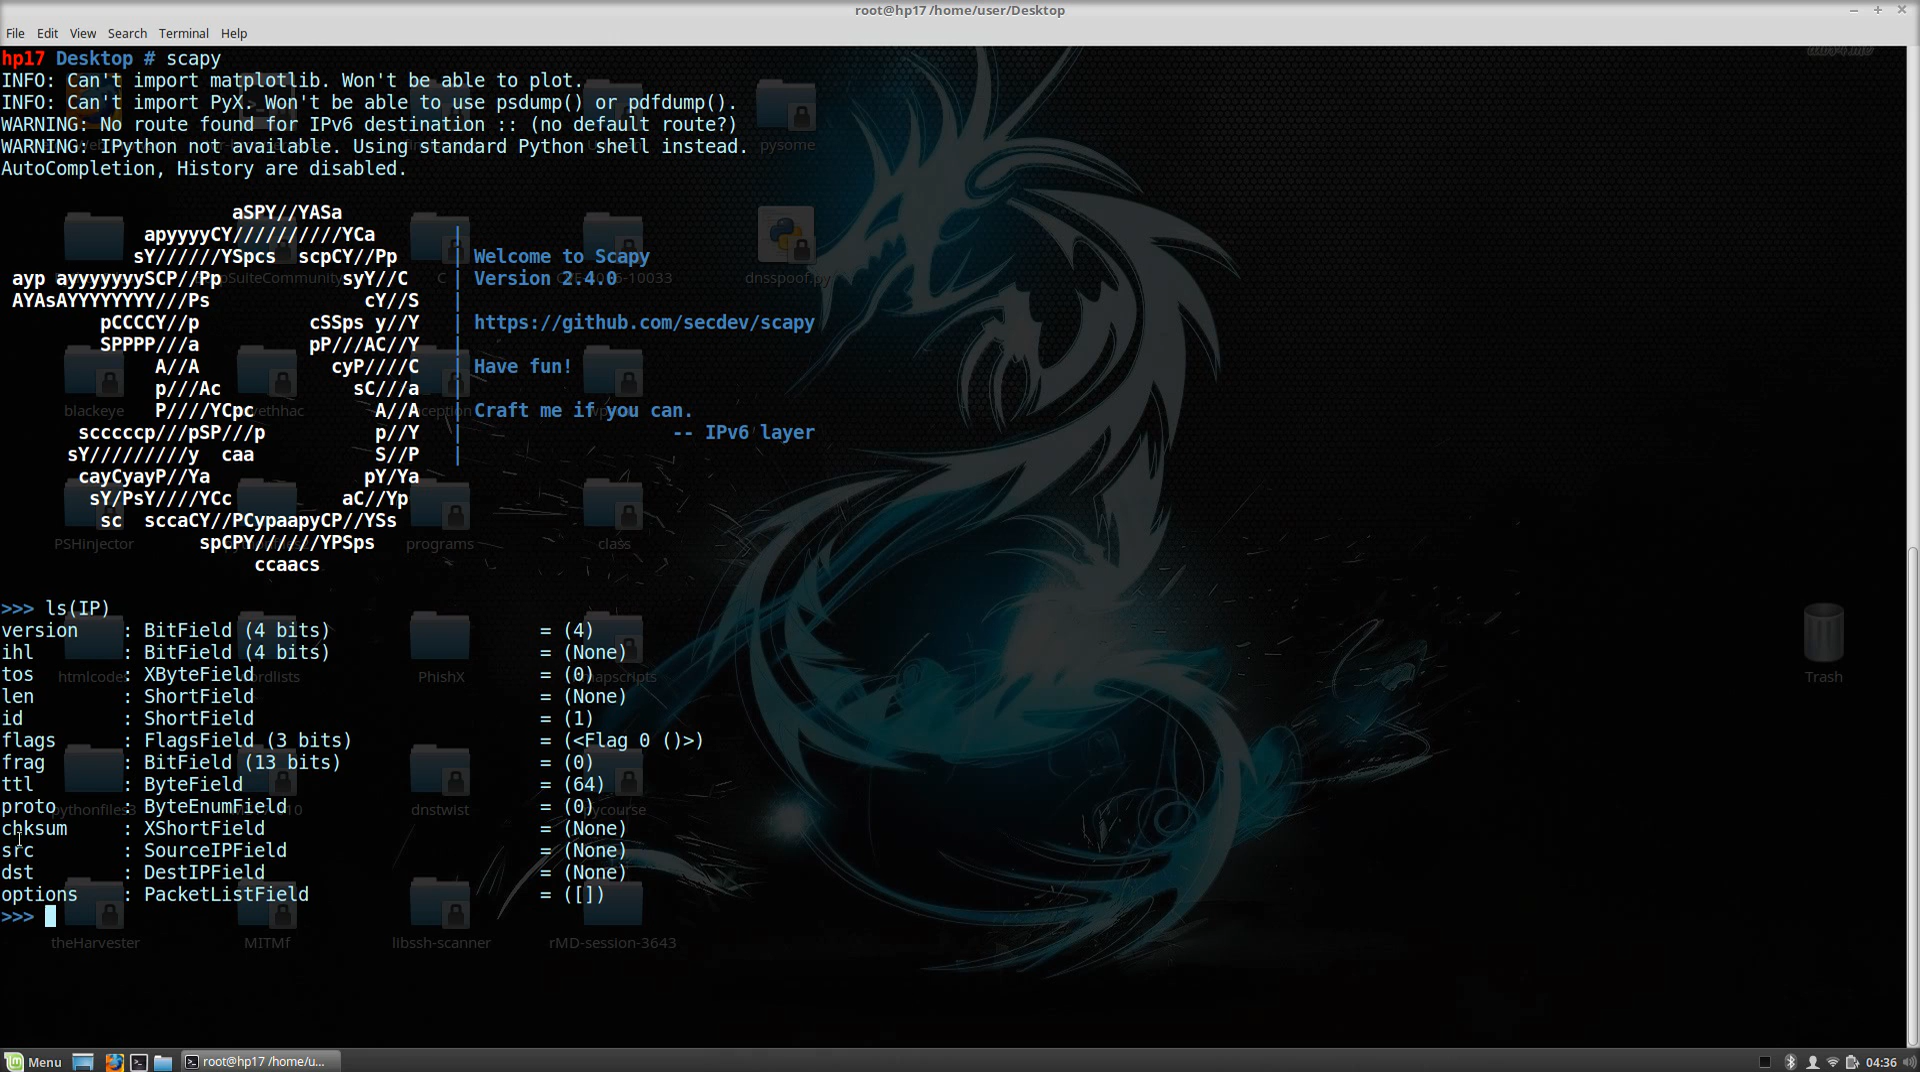 root@hp17 /home/user/Desktop
File Edit View Search Terminal Help
hp17 Desktop # scapy
INFO: Can't import matplotlib. Won't be able to plot.
INFO: Can't import PyX. Won't be able to use psdump() or pdfdump().
WARNING: No route found for IPv6 destination :: (no default route?)
WARNING: IPython not available. Using standard Python shell instead.
AutoCompletion, History are disabled.
aSPY//YASa
apyyyyCY//////////YCa |
sY//////YSpcs scpCY//Pp | Welcome to Scapy
ayp ayyyyyyySCP//Pp syY//C | Version 2.4.0
AYAsAYYYYYYYY///Ps cY//S |
pCCCCY//p cSSps y//Y | https://github.com/secdev/scapy
SPPPP///a pP///AC//Y |
A//A cyP////C | Have fun!
p///Ac sC///a |
P////YCpc A//A | Craft me if you can.
scccccp///pSP///p p//Y | -- IPv6 layer
sY/////////y caa S//P |
cayCyayP//Ya pY/Ya
sY/PsY////YCc aC//Yp
sc sccaCY//PCypaapyCP//YSs
spCPY//////YPSps
ccaacs
>>> ls(IP)
version : BitField (4 bits) = (4)
ihl : BitField (4 bits) = (None)
tos : XByteField = (0)
len : ShortField = (None)
id : ShortField = (1)
flags : FlagsField (3 bits) = (<Flag 0 ()>)
frag : BitField (13 bits) = (0)
ttl : ByteField = (64)
proto : ByteEnumField = (0)
chksum : XShortField = (None)
src : SourceIPField = (None)
dst : DestIPField = (None)
options : PacketListField = ([])
>>>
pysome
dnsspoof.py
blackeye
PSHinjector programs class
PhishX
Trash
dnstwist
theHarvester MITMf libssh-scanner rMD-session-3643
Menu root@hp17 /home/u... 04:36